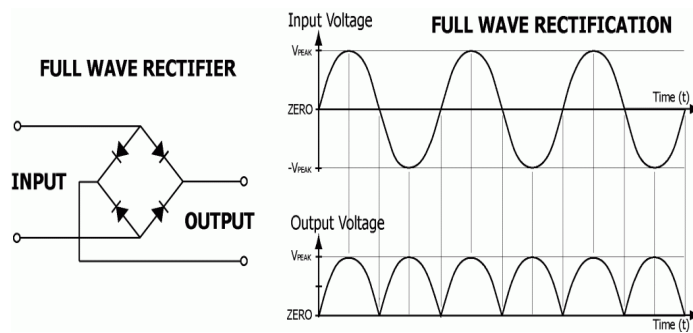 FULL WAVE RECTIFIER
INPUT
OUTPUT
Input Voltage
FULL WAVE RECTIFICATION
VPEAK
ZERO
Time (t)
-VPEAK
Output Voltage
VPEAK
ZERO
Time (t)